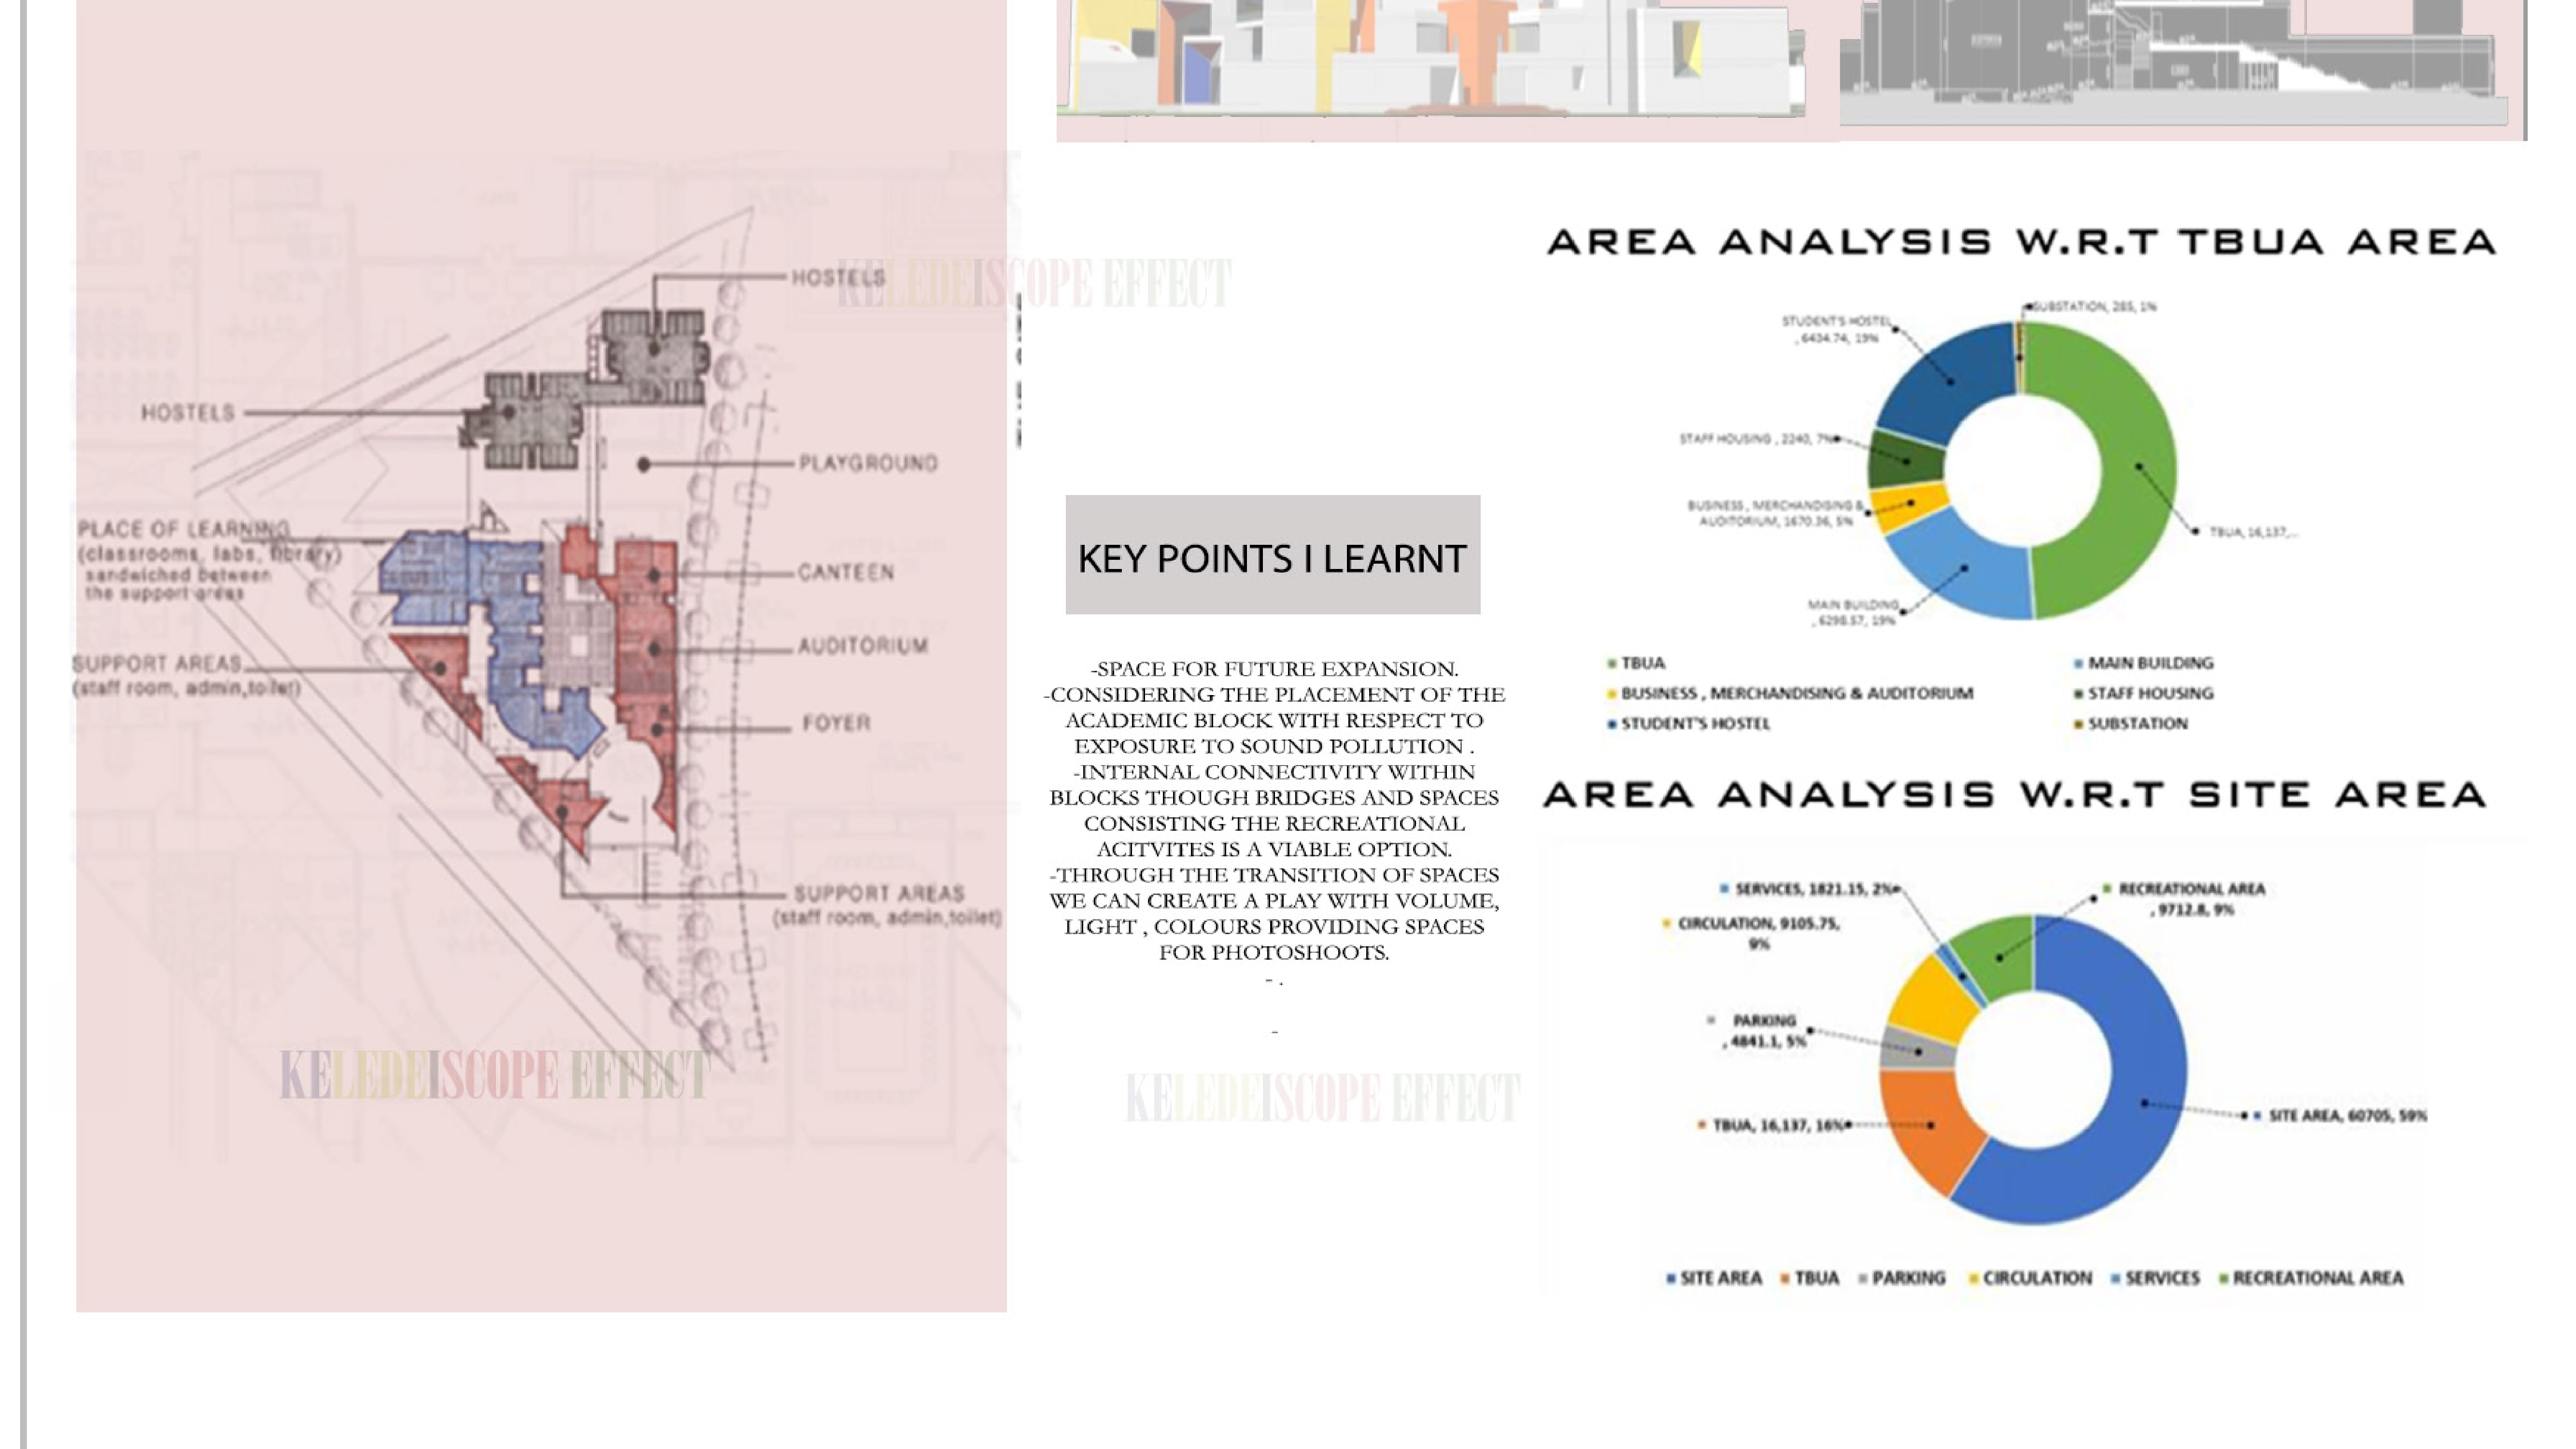 HOSTELS
HOSTELS
PLAYGROUND
PLACE OF LEARNING
(classrooms, labs, library)
sandwiched between
the support areas
CANTEEN
AUDITORIUM
SUPPORT AREAS
(staff room, admin,toilet)
FOYER
SUPPORT AREAS
(staff room, admin,toilet)
KELEDEISCOPE EFFECT
KELEDEISCOPE EFFECT
KEY POINTS I LEARNT
-SPACE FOR FUTURE EXPANSION.
-CONSIDERING THE PLACEMENT OF THE
ACADEMIC BLOCK WITH RESPECT TO
EXPOSURE TO SOUND POLLUTION .
-INTERNAL CONNECTIVITY WITHIN
BLOCKS THOUGH BRIDGES AND SPACES
CONSISTING THE RECREATIONAL
ACITVITES IS A VIABLE OPTION.
-THROUGH THE TRANSITION OF SPACES
WE CAN CREATE A PLAY WITH VOLUME,
LIGHT , COLOURS PROVIDING SPACES
FOR PHOTOSHOOTS.
- .
-
KELEDEISCOPE EFFECT
AREA ANALYSIS W.R.T TBUA AREA
SUBSTATION, 285, 1%
STUDENT'S HOSTEL
, 6434.74, 19%
STAFF HOUSING , 2240, 7%
BUSINESS , MERCHANDISING &
AUDITORIUM, 1670.36, 5%
TBUA, 16,137,...
MAIN BUILDING
, 6298.57, 19%
TBUA
MAIN BUILDING
BUSINESS , MERCHANDISING & AUDITORIUM
STAFF HOUSING
STUDENT'S HOSTEL
SUBSTATION
AREA ANALYSIS W.R.T SITE AREA
SERVICES, 1821.15, 2%
RECREATIONAL AREA
, 9712.8, 9%
CIRCULATION, 9105.75,
9%
PARKING
, 4841.1, 5%
SITE AREA, 60705, 59%
TBUA, 16,137, 16%
SITE AREA TBUA PARKING CIRCULATION SERVICES RECREATIONAL AREA